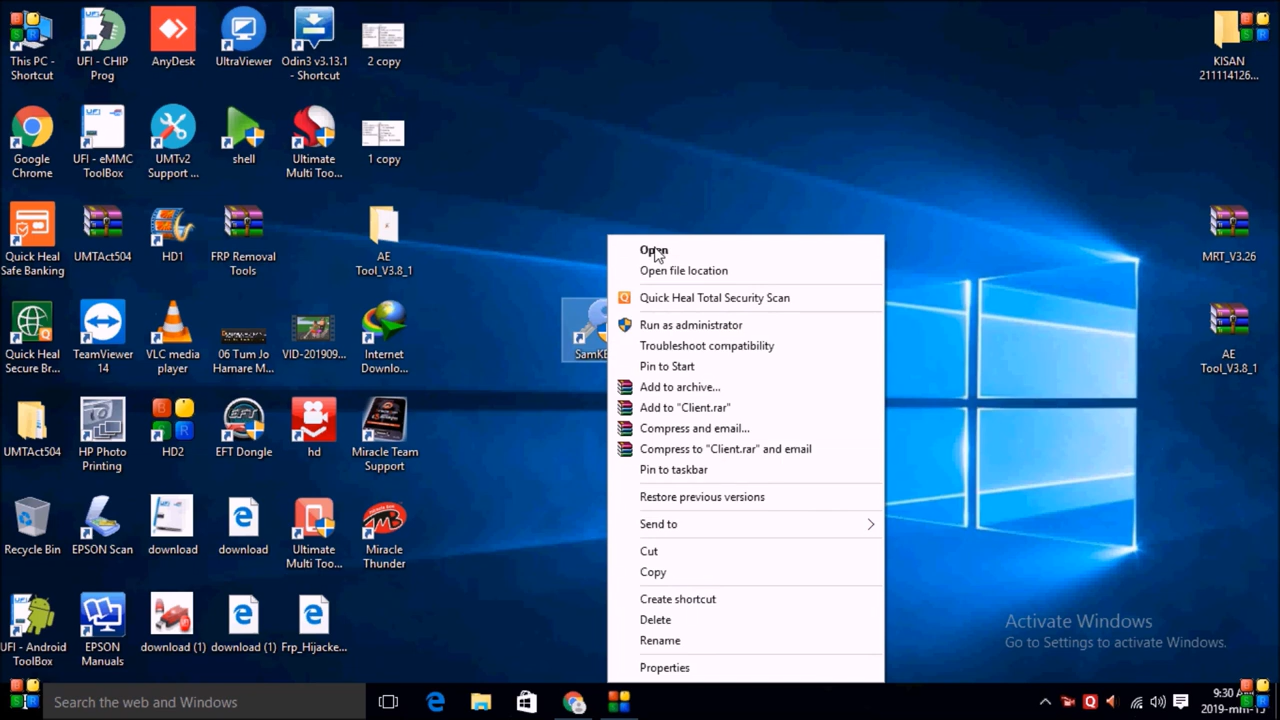 This PC -
Shortcut
UFI - CHIP
Prog
AnyDesk
UltraViewer
Odin3 v3.13.1
- Shortcut
2 copy
KISAN
211114126...
Google
Chrome
UFI - eMMC
ToolBox
UMTv2
Support ...
shell
Ultimate
Multi Too...
1 copy
Quick Heal
Safe Banking
UMTAct504
HD1
FRP Removal
Tools
AE
Tool_V3.8_1
MRT_V3.26
Quick Heal
Secure Br...
TeamViewer
14
VLC media
player
06 Tum Jo
Hamare M...
VID-201909...
Internet
Downlo...
AE
Tool_V3.8_1
UMTAct504
HP Photo
Printing
HD2
EFT Dongle
hd
Miracle Team
Support
Recycle Bin
EPSON Scan
download
download
Ultimate
Multi Too...
Miracle
Thunder
UFI - Android
ToolBox
EPSON
Manuals
download (1)
download (1)
Frp_Hijacke...
Open
Open file location
Quick Heal Total Security Scan
Run as administrator
Troubleshoot compatibility
Pin to Start
Add to archive...
Add to "Client.rar"
Compress and email...
Compress to "Client.rar" and email
Pin to taskbar
Restore previous versions
Send to
Cut
Copy
Create shortcut
Delete
Rename
Properties
Activate Windows
Go to Settings to activate Windows.
Search the web and Windows
9:30